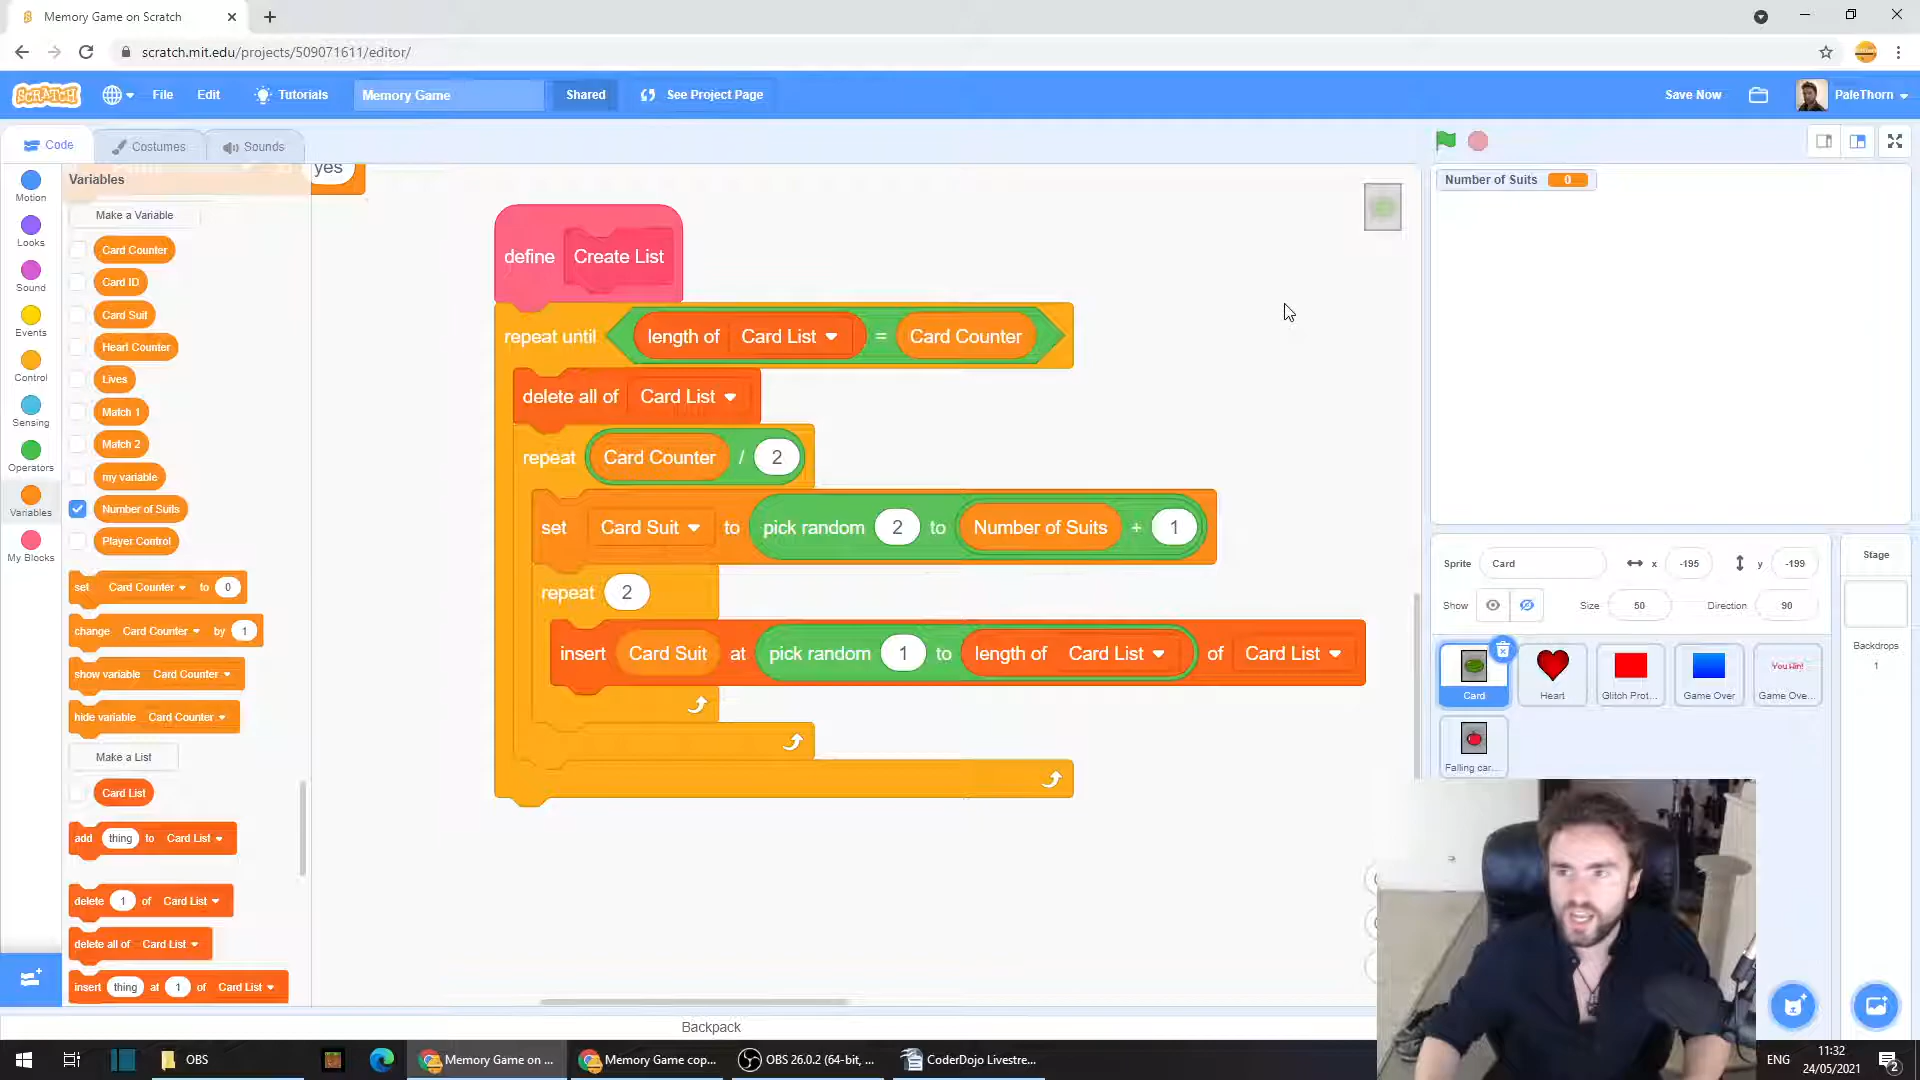 Memory Game on Scratch
scratch.mit.edu/projects/509071611/editor/
SCRATCH File Edit Tutorials Memory Game Shared See Project Page Save Now PaleThorn
Code Costumes Sounds
Motion
Looks
Sound
Events
Control
Sensing
Operators
Variables
My Blocks
Variables
Make a Variable
Card Counter
Card ID
Card Suit
Heart Counter
Lives
Match 1
Match 2
my variable
Number of Suits
Player Control
set Card Counter to 0
change Card Counter by 1
show variable Card Counter
hide variable Card Counter
Make a List
Card List
add thing to Card List
delete 1 of Card List
delete all of Card List
insert thing at 1 of Card List
yes
define Create List
repeat until length of Card List = Card Counter
delete all of Card List
repeat Card Counter / 2
set Card Suit to pick random 2 to Number of Suits + 1
repeat 2
insert Card Suit at pick random 1 to length of Card List of Card List
Number of Suits 0
Sprite Card x -195 y -199
Show Size 50 Direction 90
Card
Heart
Glitch Prot...
Game Over
You Win!
Game Ove...
Falling car...
Stage
Backdrops
1
Backpack
OBS
Memory Game on ...
Memory Game cop...
OBS 26.0.2 (64-bit, ...
CoderDojo Livestre...
ENG
11:32
24/05/2021
2